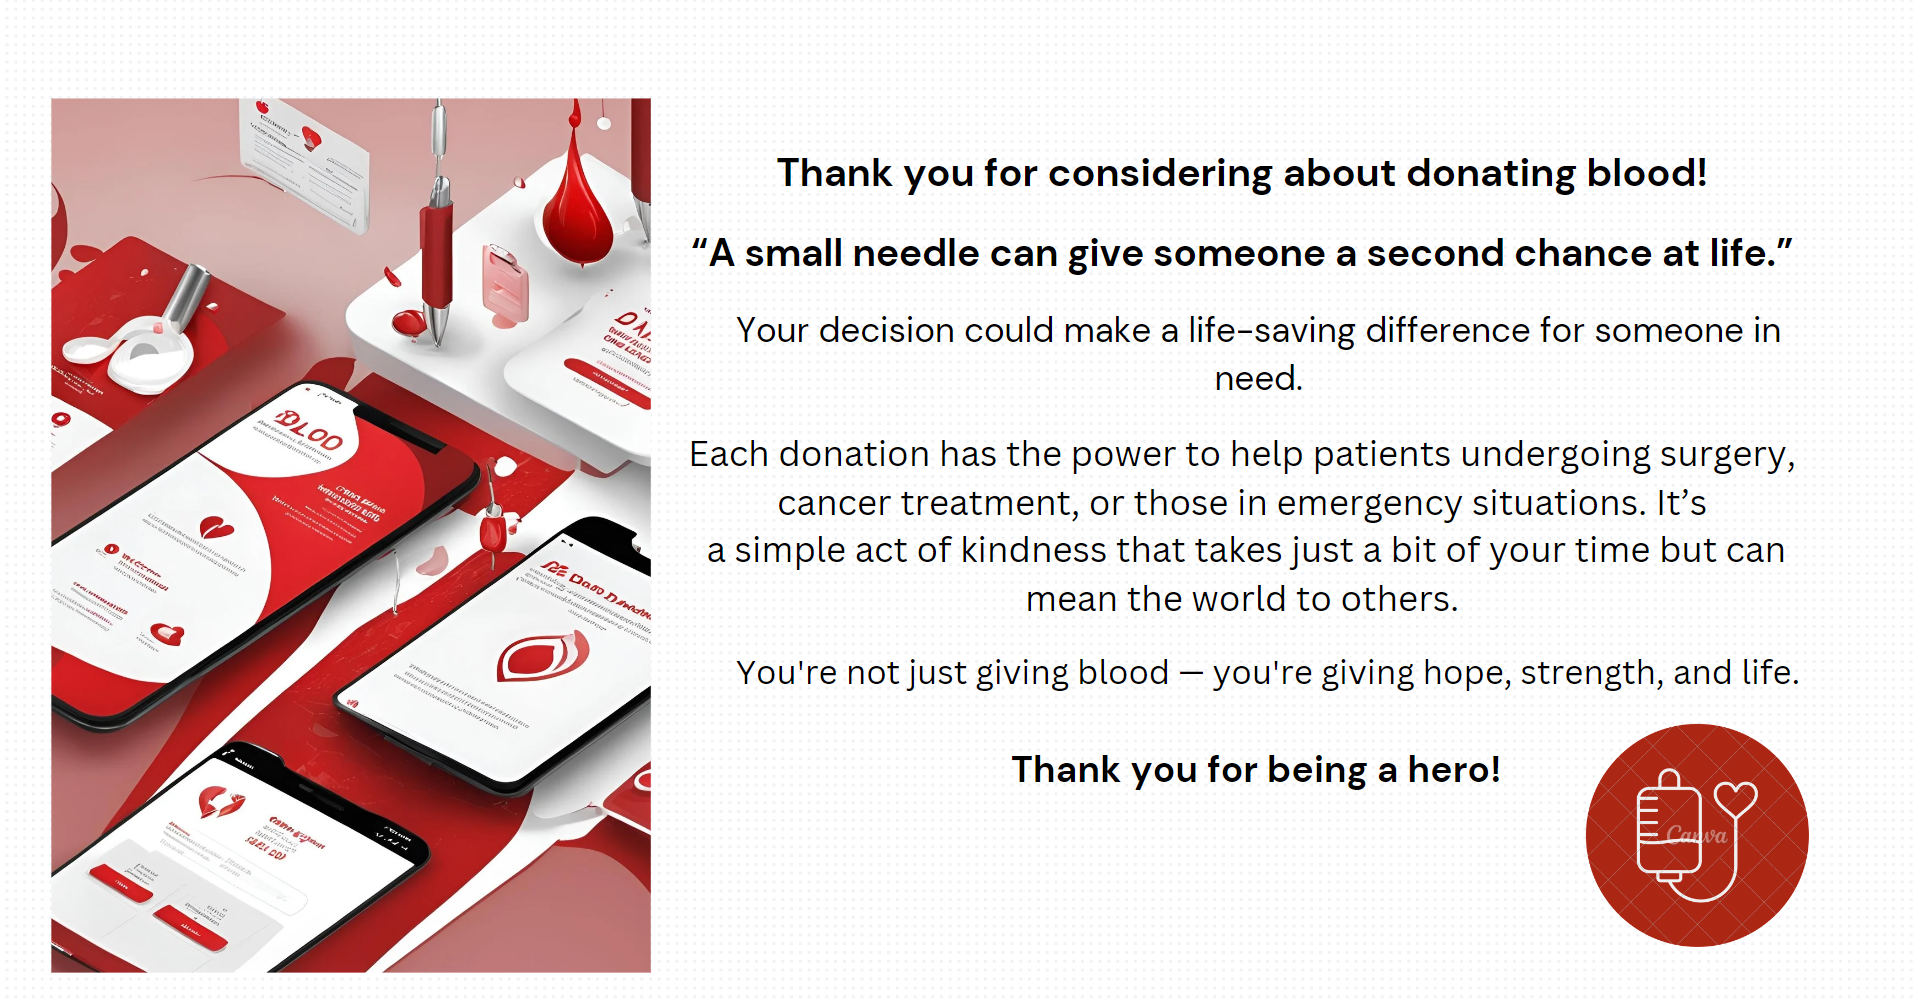 Thank you for considering about donating blood!
“A small needle can give someone a second chance at life.”
Your decision could make a life-saving difference for someone in
need.
Each donation has the power to help patients undergoing surgery,
cancer treatment, or those in emergency situations. It’s
a simple act of kindness that takes just a bit of your time but can
mean the world to others.
You're not just giving blood — you're giving hope, strength, and life.
Thank you for being a hero!
Canva